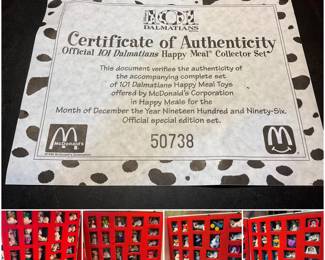 101
DALMATIANS
Certificate of Authenticity
Official 101 Dalmatians Happy Meal Collector Set
This document verifies the authenticity of
the accompanying complete set
of 101 Dalmatians Happy Meal Toys
offered by McDonald's Corporation
in Happy Meals for the
Month of December the Year Nineteen Hundred and Ninety-Six.
Official special edition set.
McDonald's
50738